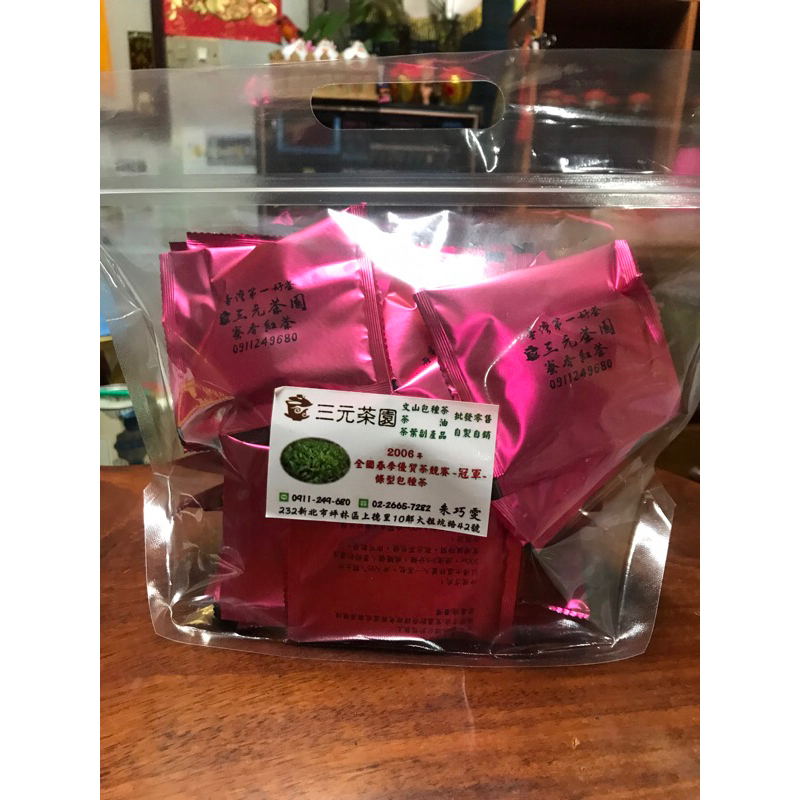 臺灣第一好茶
三元茶園
蜜香紅茶
0911249680
臺灣第一好茶
三元茶園
蜜香紅茶
0911249680
三元茶園
文山包種茶 批發零售
茶油
茶葉副產品 自製自銷
2006年
全國春季優質茶競賽-冠軍-
條型包種茶
0911-249-680 02-2665-7282 朱巧雯
232新北市坪林區上德里10鄰大粗坑路42號